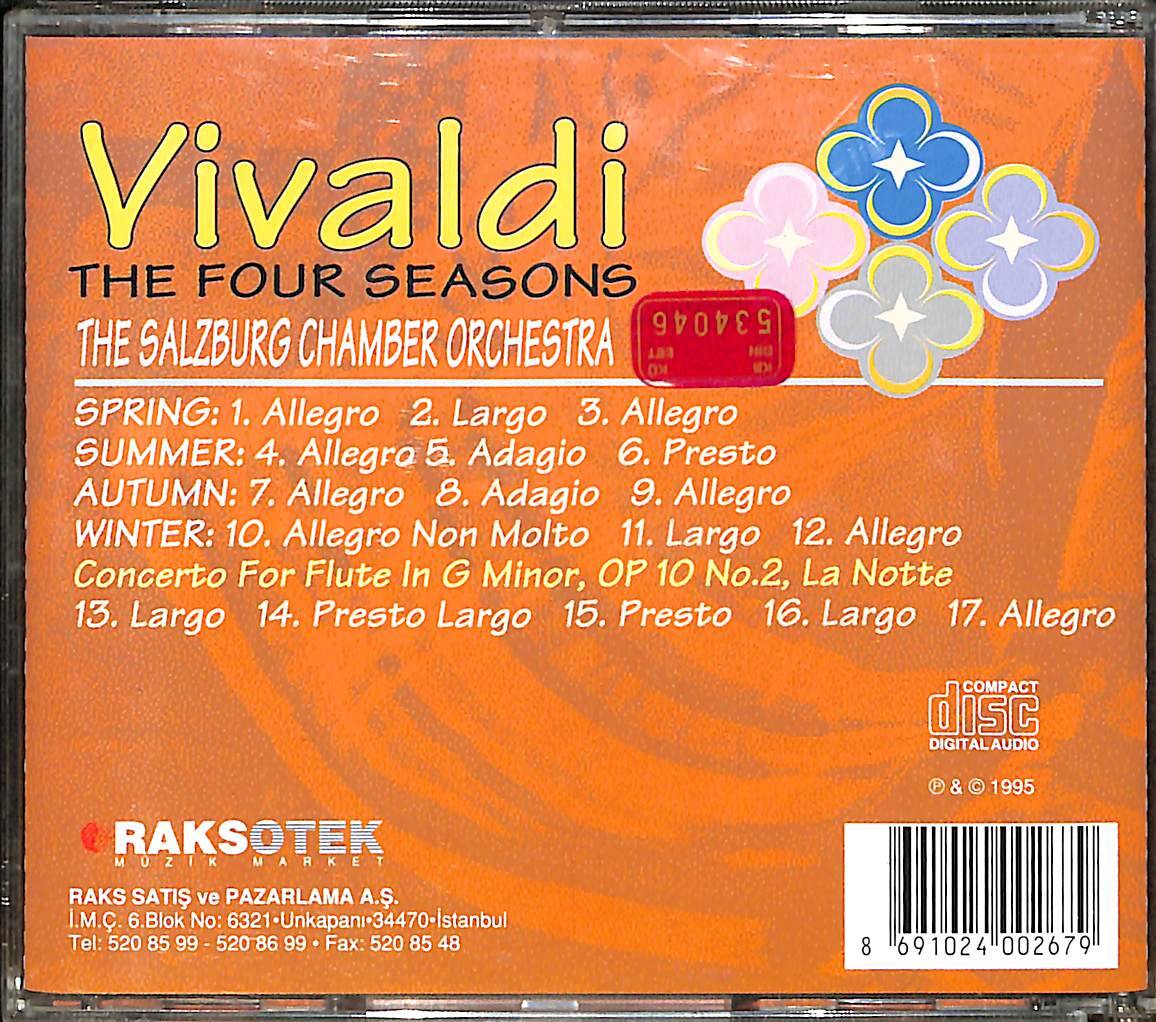 Vivaldi
THE FOUR SEASONS
THE SALZBURG CHAMBER ORCHESTRA
534046
KB KD
BIN BET
SPRING: 1. Allegro 2. Largo 3. Allegro
SUMMER: 4. Allegro 5. Adagio 6. Presto
AUTUMN: 7. Allegro 8. Adagio 9. Allegro
WINTER: 10. Allegro Non Molto 11. Largo 12. Allegro
Concerto For Flute In G Minor, OP 10 No.2, La Notte
13. Largo 14. Presto Largo 15. Presto 16. Largo 17. Allegro
COMPACT
disc
DIGITAL AUDIO
℗ & © 1995
RAKSOTEK
MÜZİK MARKET
RAKS SATIŞ ve PAZARLAMA A.Ş.
İ.M.Ç. 6.Blok No: 6321•Unkapanı•34470•İstanbul
Tel: 520 85 99 - 520 86 99 • Fax: 520 85 48
8 691024 002679